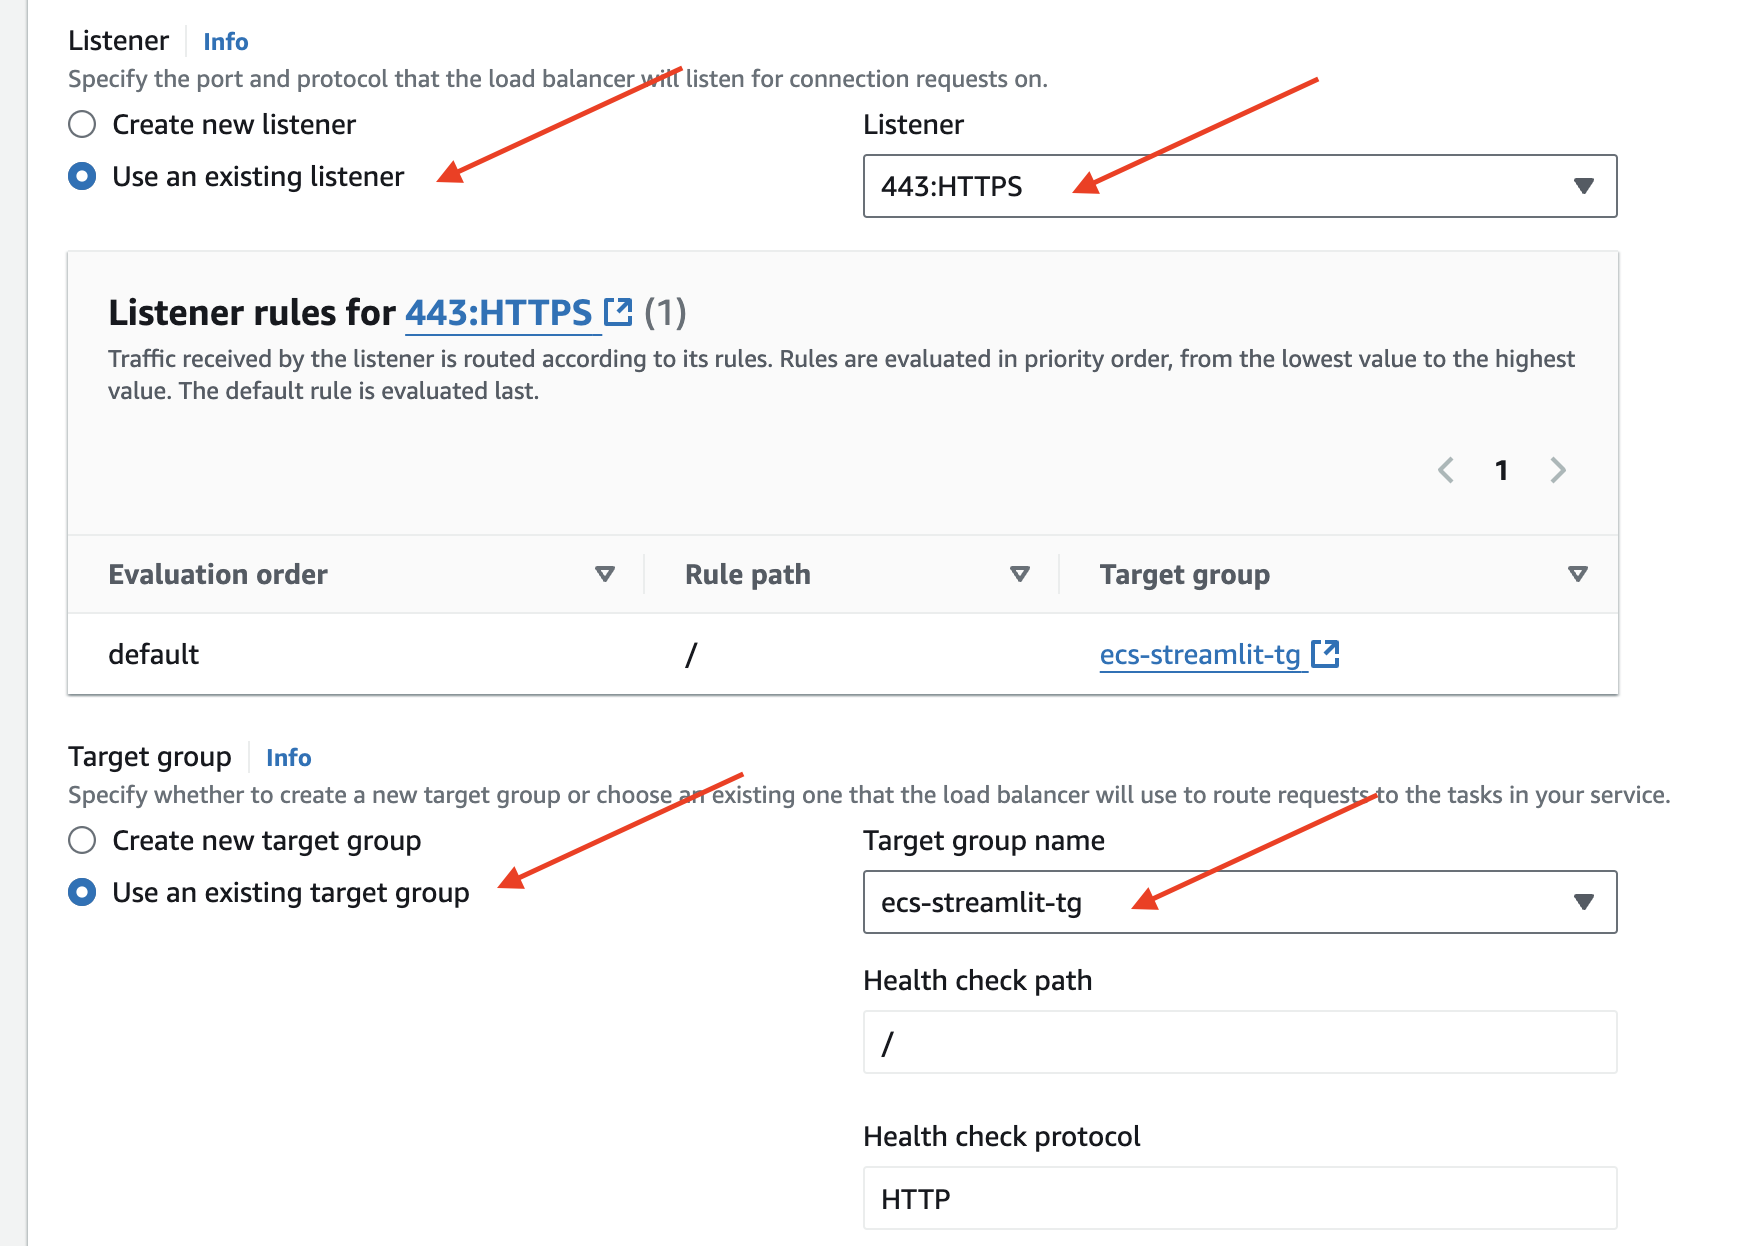 Listener Info
Specify the port and protocol that the load balancer will listen for connection requests on.
Create new listener
Use an existing listener
Listener
443:HTTPS
Listener rules for 443:HTTPS (1)
Traffic received by the listener is routed according to its rules. Rules are evaluated in priority order, from the lowest value to the highest
value. The default rule is evaluated last.
1
Evaluation order Rule path Target group
default / ecs-streamlit-tg
Target group Info
Specify whether to create a new target group or choose an existing one that the load balancer will use to route requests to the tasks in your service.
Create new target group
Use an existing target group
Target group name
ecs-streamlit-tg
Health check path
/
Health check protocol
HTTP